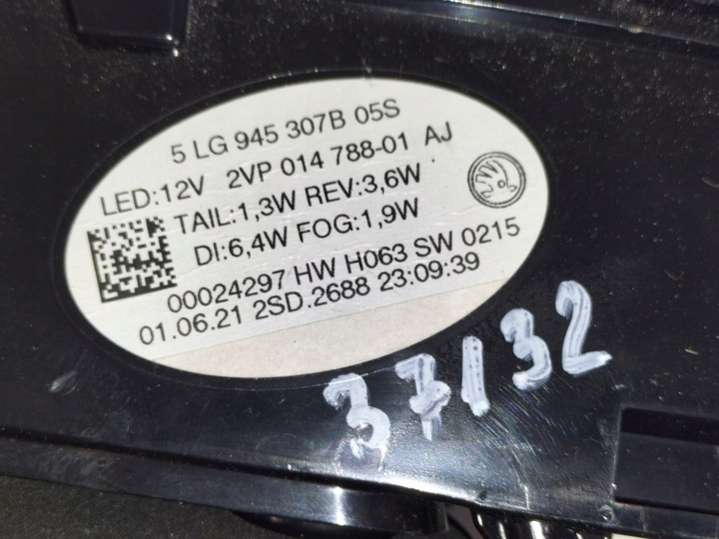 5 LG 945 307B 05S
LED:12V 2VP 014 788-01 AJ
TAIL:1,3W REV:3,6W
DI:6,4W FOG:1,9W
00024297 HW H063 SW 0215
01.06.21 2SD.2688 23:09:39
37132